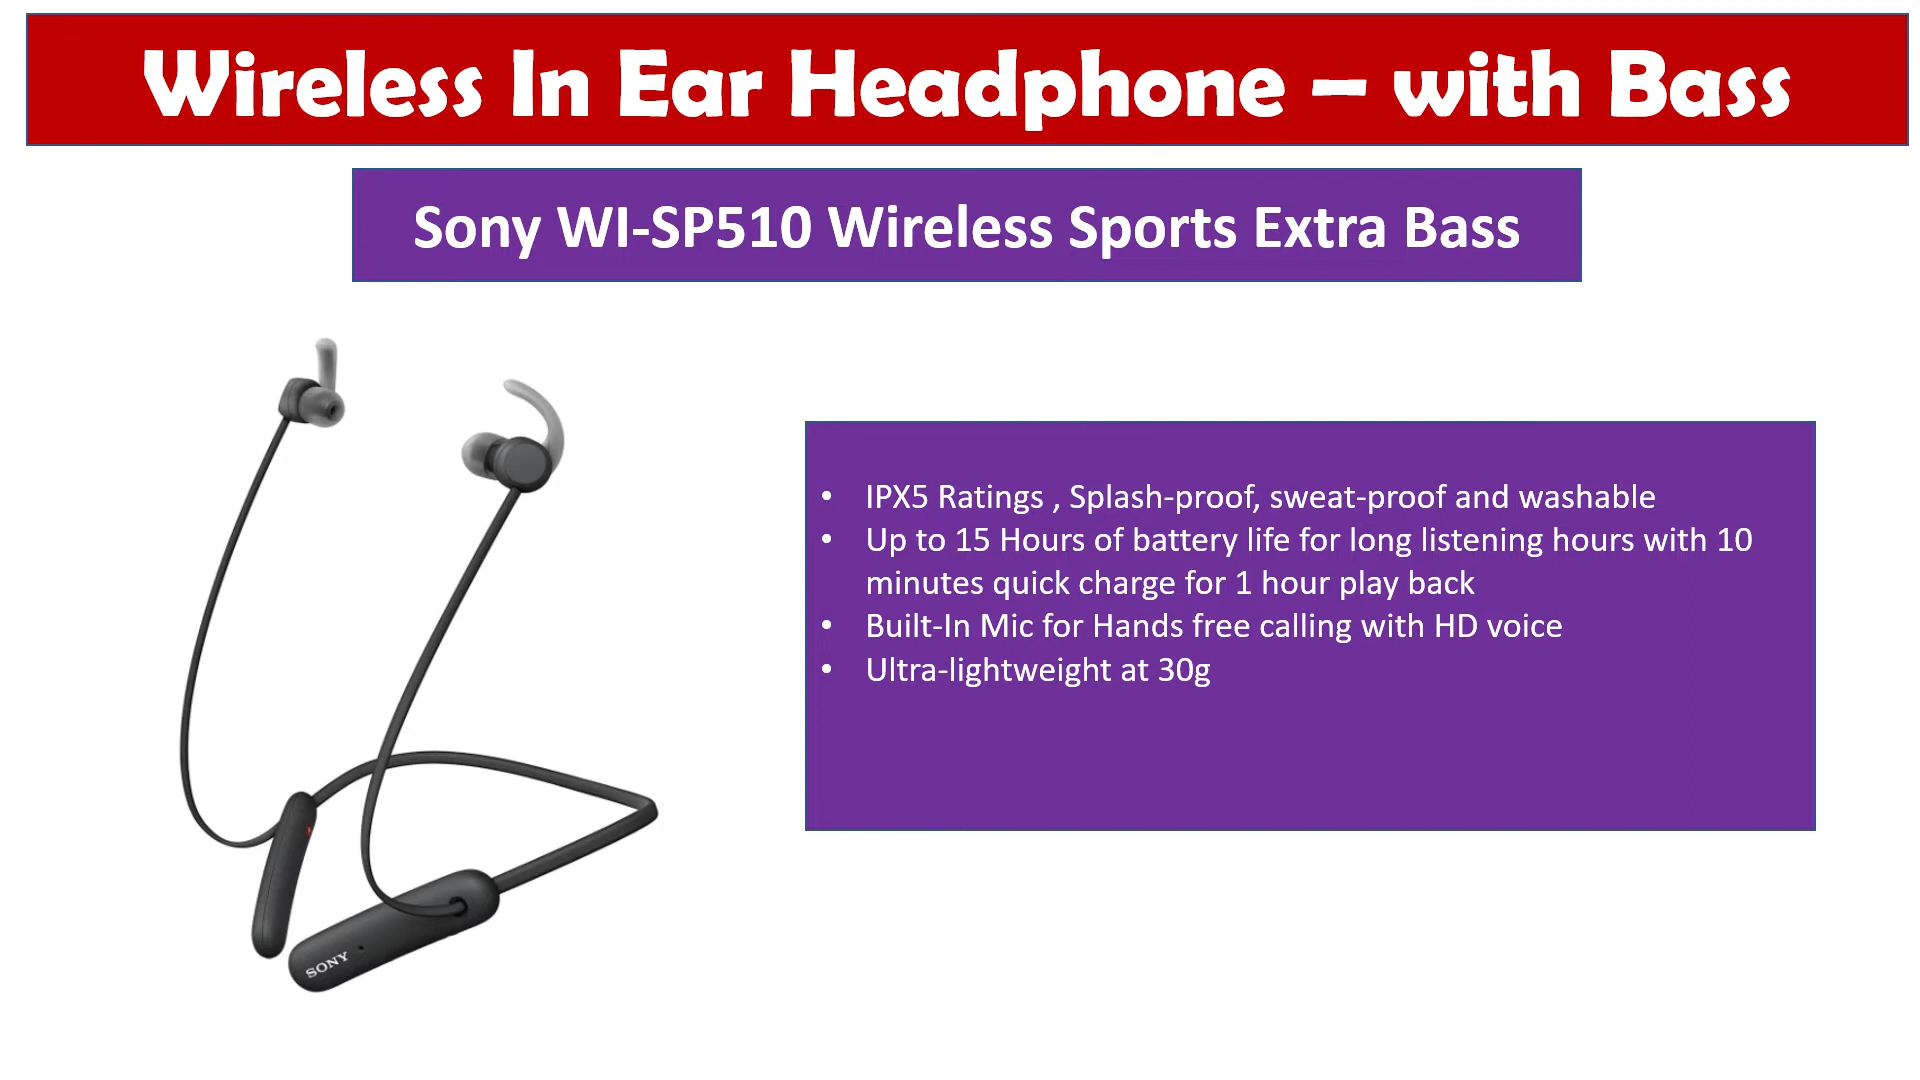 Wireless In Ear Headphone – with Bass
Sony WI-SP510 Wireless Sports Extra Bass
• IPX5 Ratings , Splash-proof, sweat-proof and washable
• Up to 15 Hours of battery life for long listening hours with 10
minutes quick charge for 1 hour play back
• Built-In Mic for Hands free calling with HD voice
• Ultra-lightweight at 30g
SONY